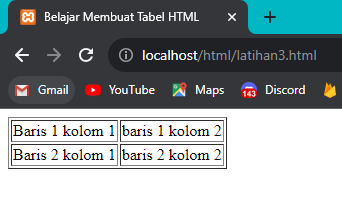 Belajar Membuat Tabel HTML
localhost/html/latihan3.html
Gmail YouTube Maps 143 Discord
Baris 1 kolom 1 baris 1 kolom 2
Baris 2 kolom 1 baris 2 kolom 2